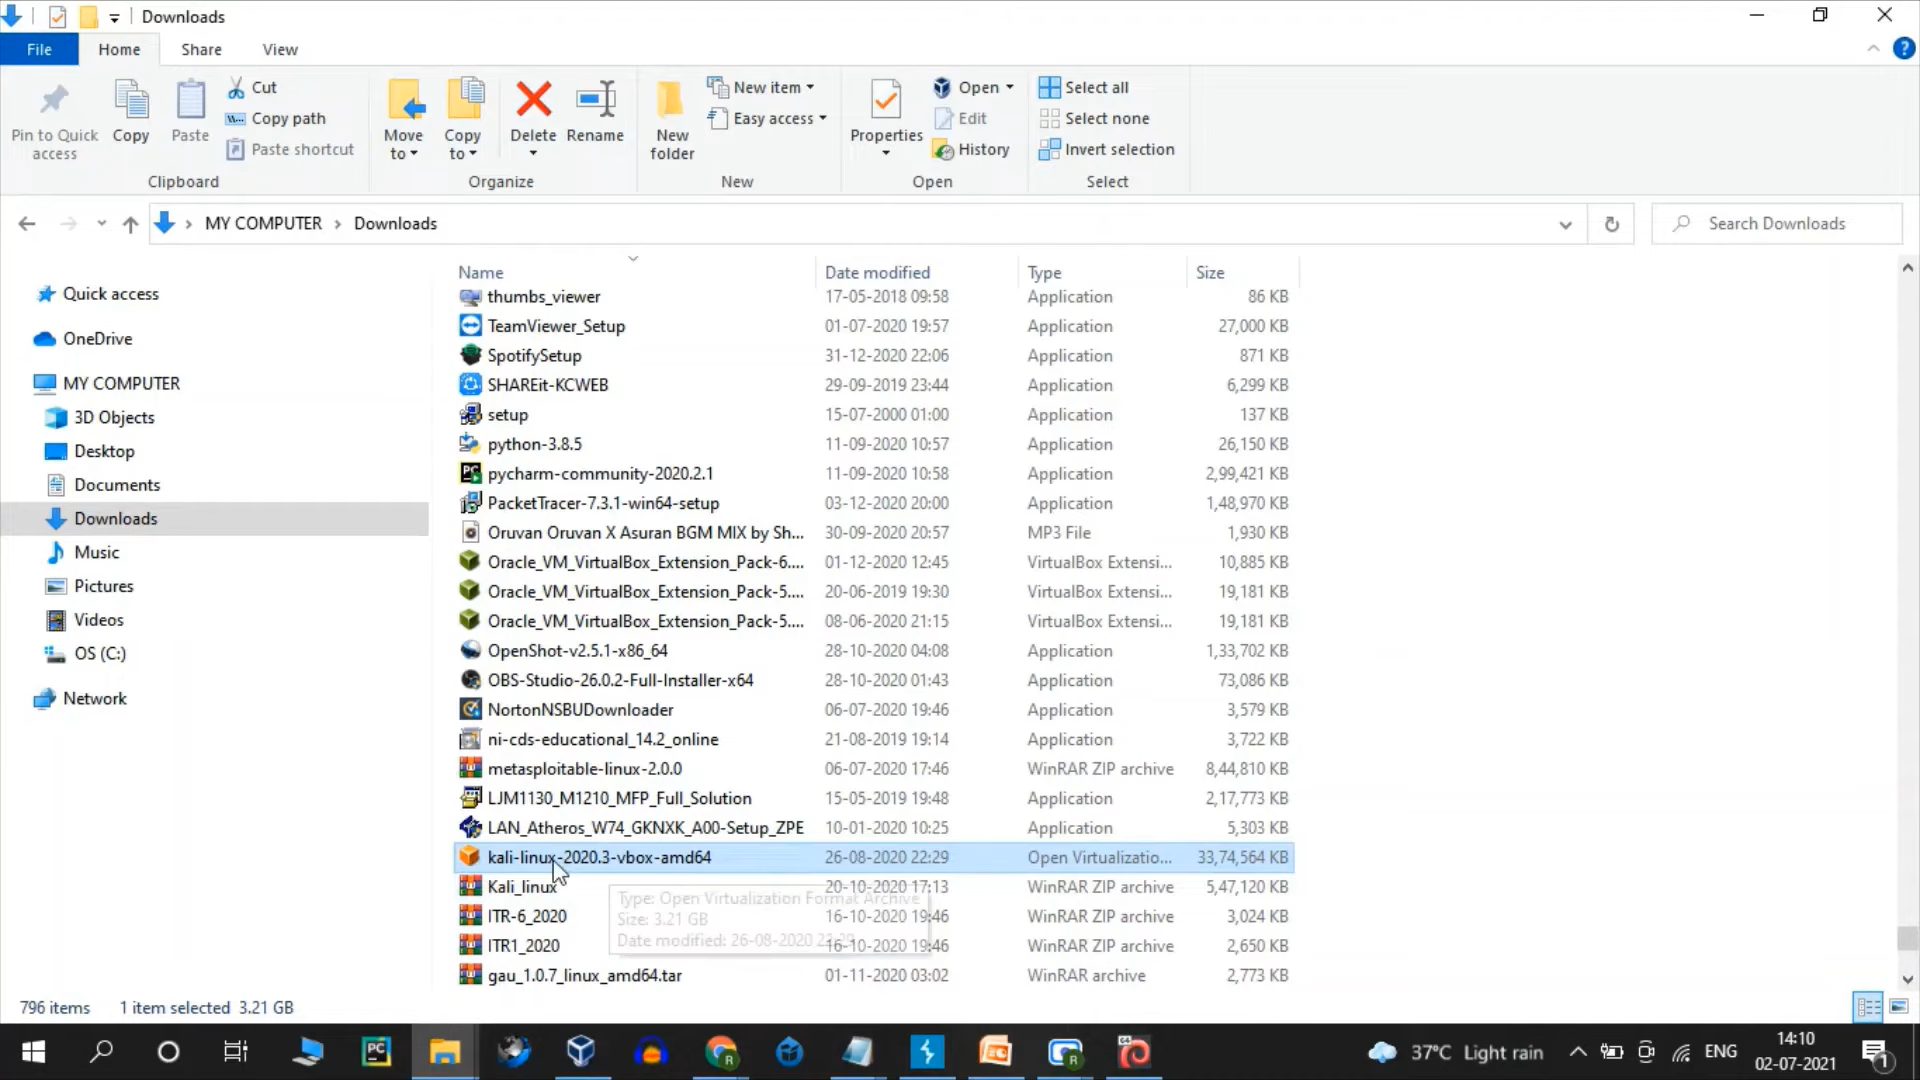 Downloads
File Home Share View
Pin to Quick access
Copy
Paste
Cut
Copy path
Paste shortcut
Clipboard
Move to
Copy to
Delete
Rename
Organize
New folder
New item
Easy access
New
Properties
Open
Edit
History
Open
Select all
Select none
Invert selection
Select
MY COMPUTER Downloads
Search Downloads
Quick access
OneDrive
MY COMPUTER
3D Objects
Desktop
Documents
Downloads
Music
Pictures
Videos
OS (C:)
Network
Name Date modified Type Size
thumbs_viewer 17-05-2018 09:58 Application 86 KB
TeamViewer_Setup 01-07-2020 19:57 Application 27,000 KB
SpotifySetup 31-12-2020 22:06 Application 871 KB
SHAREit-KCWEB 29-09-2019 23:44 Application 6,299 KB
setup 15-07-2000 01:00 Application 137 KB
python-3.8.5 11-09-2020 10:57 Application 26,150 KB
pycharm-community-2020.2.1 11-09-2020 10:58 Application 2,99,421 KB
PacketTracer-7.3.1-win64-setup 03-12-2020 20:00 Application 1,48,970 KB
Oruvan Oruvan X Asuran BGM MIX by Sh... 30-09-2020 20:57 MP3 File 1,930 KB
Oracle_VM_VirtualBox_Extension_Pack-6.... 01-12-2020 12:45 VirtualBox Extensi... 10,885 KB
Oracle_VM_VirtualBox_Extension_Pack-5.... 20-06-2019 19:30 VirtualBox Extensi... 19,181 KB
Oracle_VM_VirtualBox_Extension_Pack-5.... 08-06-2020 21:15 VirtualBox Extensi... 19,181 KB
OpenShot-v2.5.1-x86_64 28-10-2020 04:08 Application 1,33,702 KB
OBS-Studio-26.0.2-Full-Installer-x64 28-10-2020 01:43 Application 73,086 KB
NortonNSBUDownloader 06-07-2020 19:46 Application 3,579 KB
ni-cds-educational_14.2_online 21-08-2019 19:14 Application 3,722 KB
metasploitable-linux-2.0.0 06-07-2020 17:46 WinRAR ZIP archive 8,44,810 KB
LJM1130_M1210_MFP_Full_Solution 15-05-2019 19:48 Application 2,17,773 KB
LAN_Atheros_W74_GKNXK_A00-Setup_ZPE 10-01-2020 10:25 Application 5,303 KB
kali-linux-2020.3-vbox-amd64 26-08-2020 22:29 Open Virtualizatio... 33,74,564 KB
Kali_linux 20-10-2020 17:13 WinRAR ZIP archive 5,47,120 KB
Type: Open Virtualization Format Archive
ITR-6_2020 16-10-2020 19:46 WinRAR ZIP archive 3,024 KB
Size: 3.21 GB
Date modified: 26-08-2020 22:29
ITR1_2020 16-10-2020 19:46 WinRAR ZIP archive 2,650 KB
gau_1.0.7_linux_amd64.tar 01-11-2020 03:02 WinRAR archive 2,773 KB
796 items 1 item selected 3.21 GB
PC
37°C Light rain
ENG
14:10
02-07-2021
1